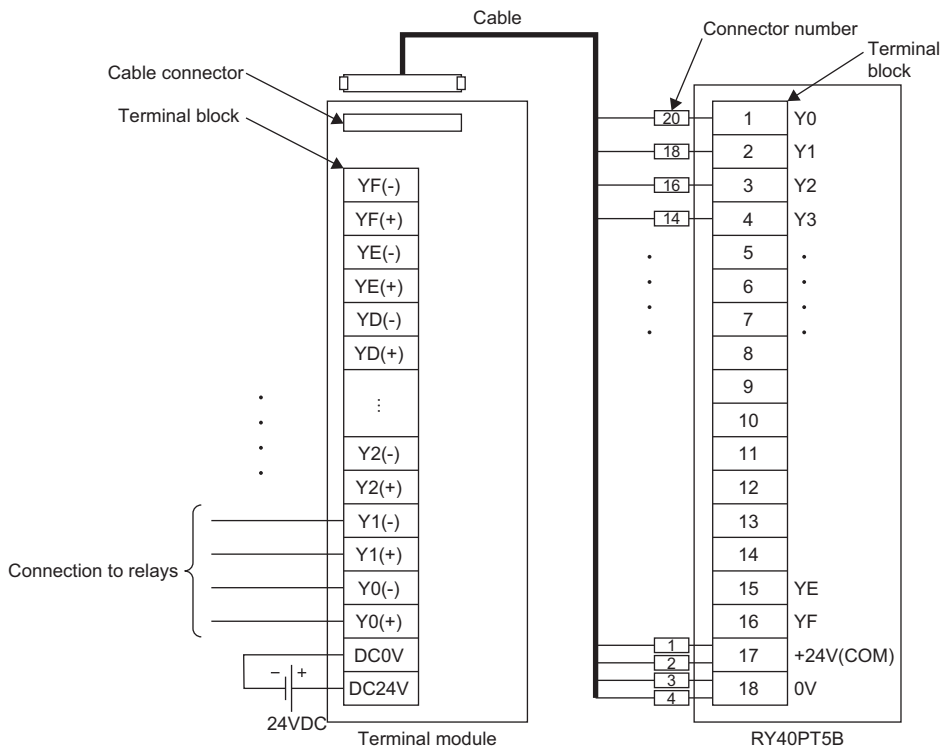 Cable
Connector number
Terminal
block
Cable connector
Terminal block
20 1 Y0
18 2 Y1
16 3 Y2
14 4 Y3
5
6
7
8
9
10
11
12
13
14
15 YE
16 YF
1
2
17 +24V(COM)
3
4
18 0V
YF(-)
YF(+)
YE(-)
YE(+)
YD(-)
YD(+)
Y2(-)
Y2(+)
Y1(-)
Y1(+)
Y0(-)
Y0(+)
DC0V
DC24V
Connection to relays
− +
24VDC
Terminal module
RY40PT5B